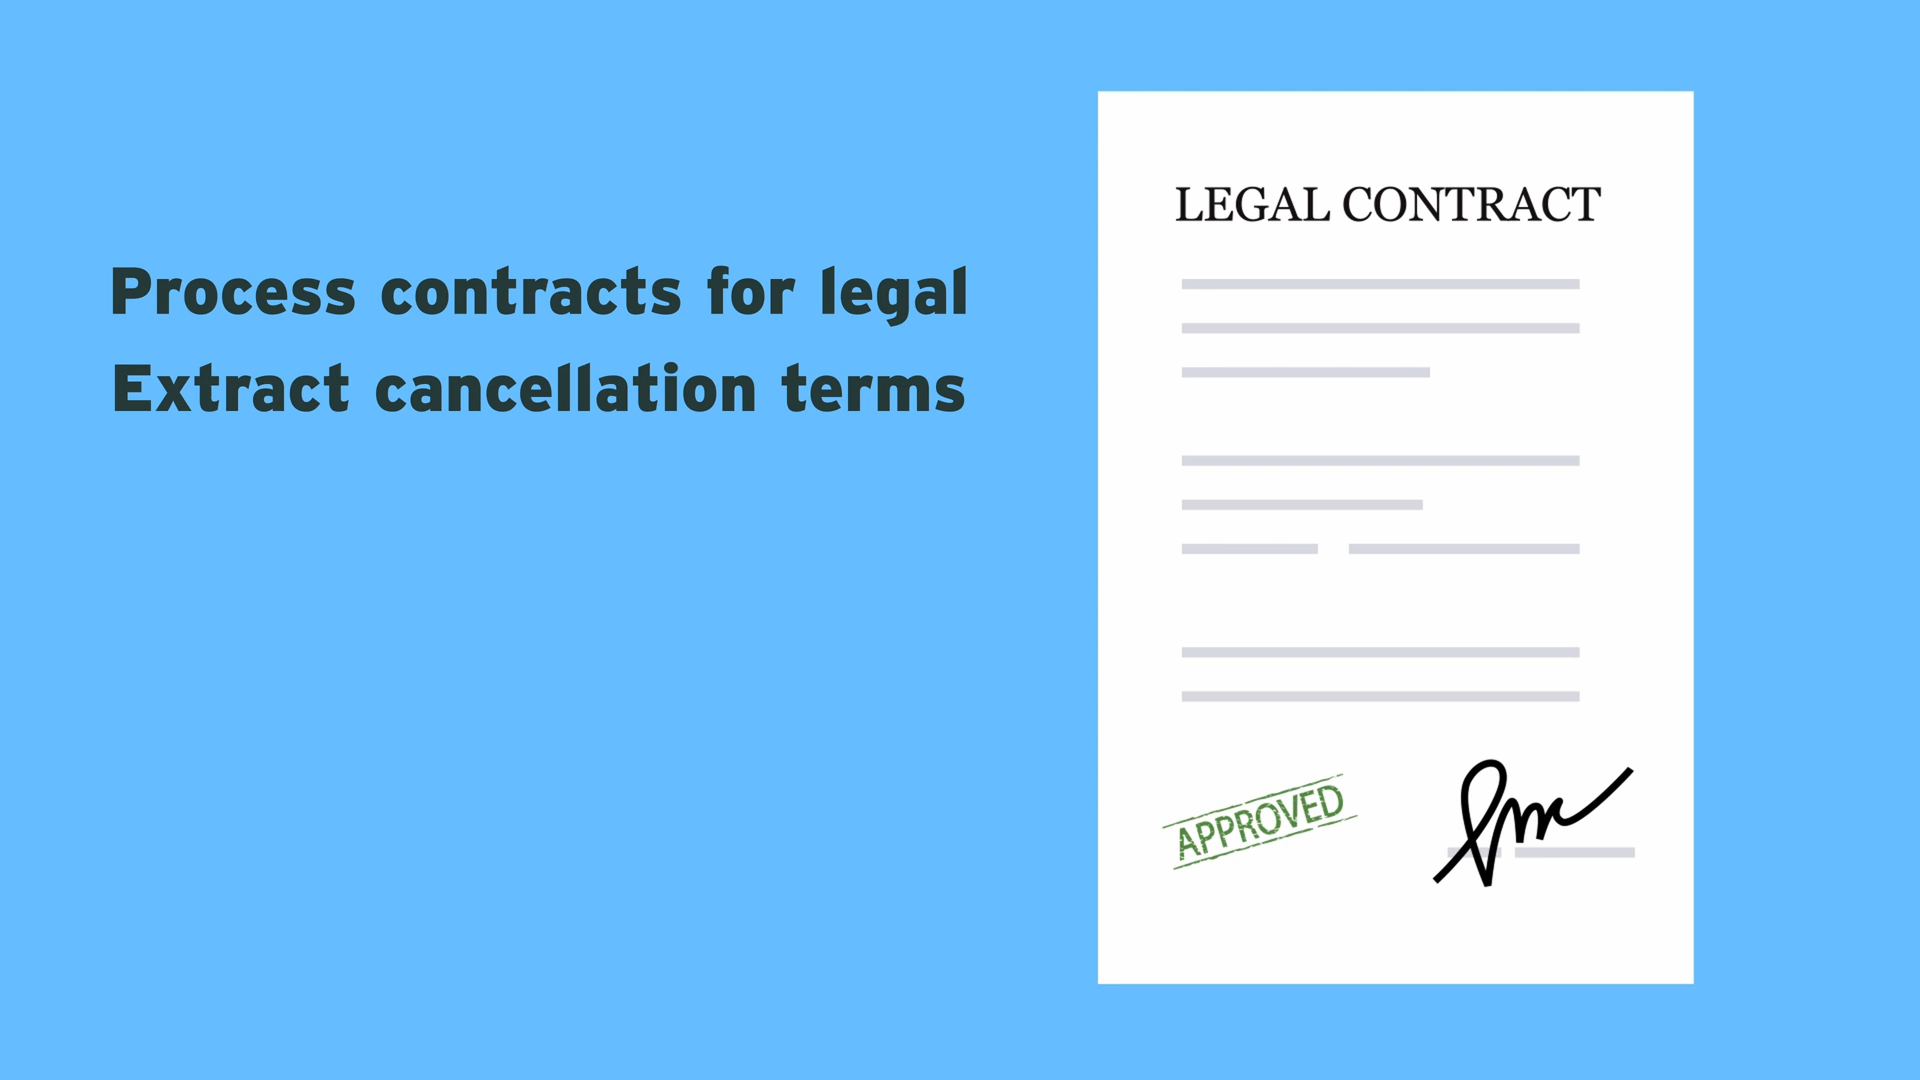 Process contracts for legal
Extract cancellation terms
LEGAL CONTRACT
APPROVED